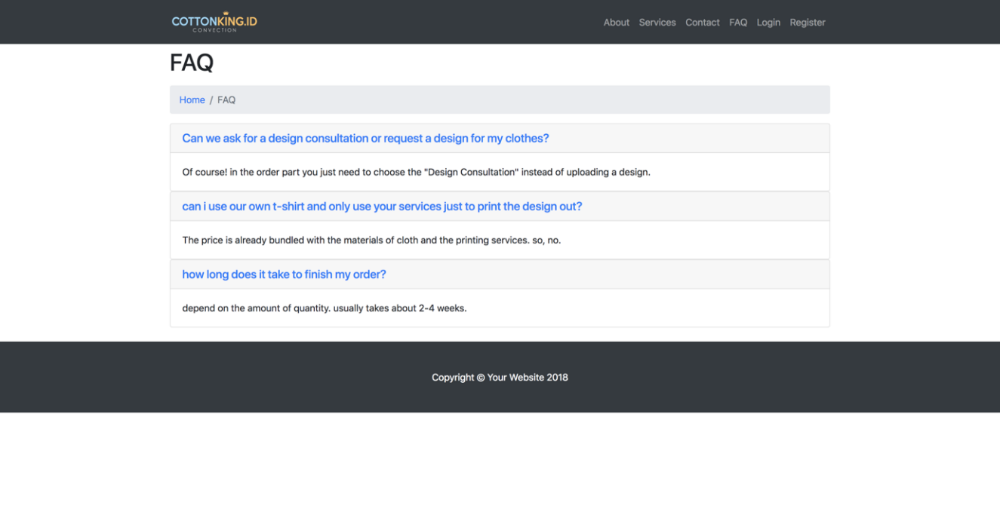 COTTONKING.ID
CONVECTION
About Services Contact FAQ Login Register
FAQ
Home / FAQ
Can we ask for a design consultation or request a design for my clothes?
Of course! in the order part you just need to choose the "Design Consultation" instead of uploading a design.
can i use our own t-shirt and only use your services just to print the design out?
The price is already bundled with the materials of cloth and the printing services. so, no.
how long does it take to finish my order?
depend on the amount of quantity. usually takes about 2-4 weeks.
Copyright © Your Website 2018